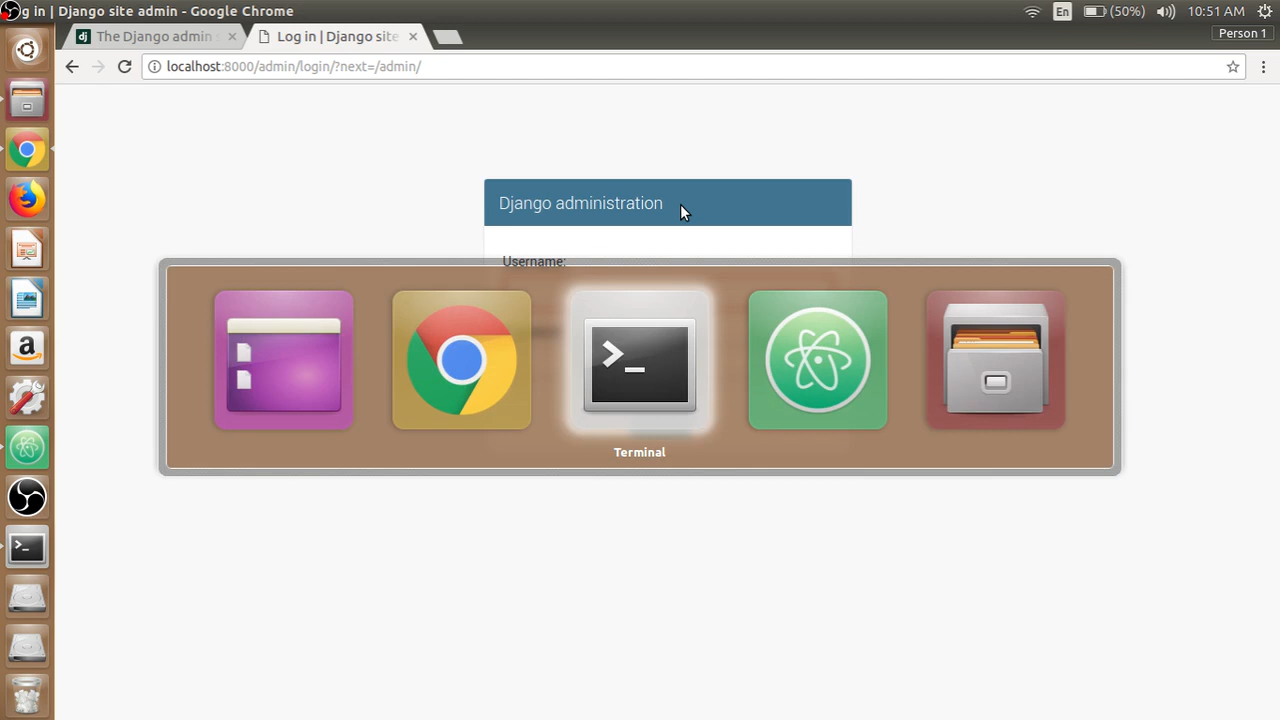 g in | Django site admin - Google Chrome
En
(50%)
10:51 AM
Person 1
dj
The Django admin s
Log in | Django site
localhost:8000/admin/login/?next=/admin/
Django administration
Username:
>_
Terminal
a
>_